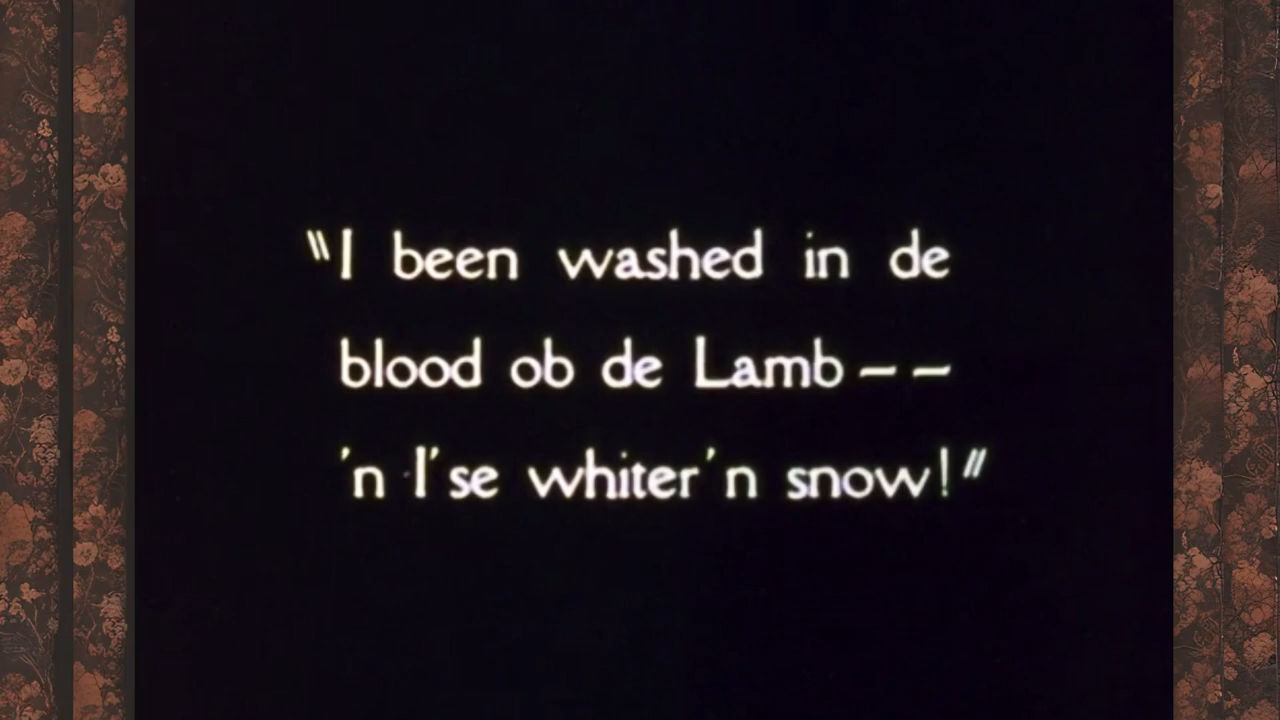 "I been washed in de
blood ob de Lamb--
'n I'se whiter'n snow!"